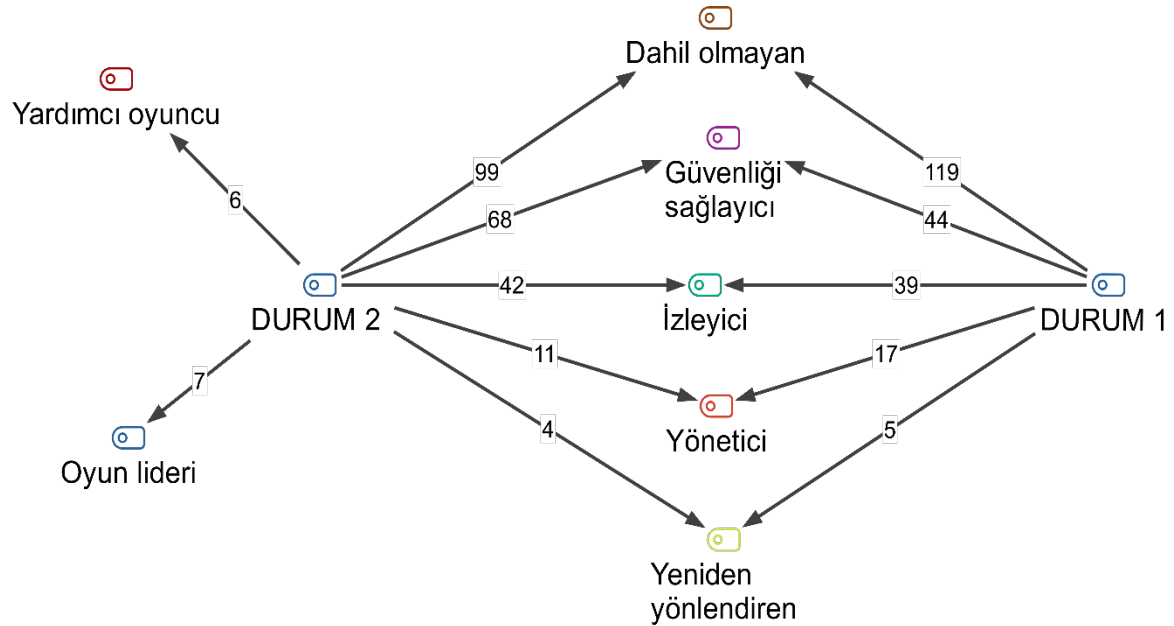 Dahil olmayan
Yardımcı oyuncu
Güvenliği
sağlayıcı
99
119
6
68
44
42
39
DURUM 2
İzleyici
DURUM 1
11
17
7
4
5
Yönetici
Oyun lideri
Yeniden
yönlendiren